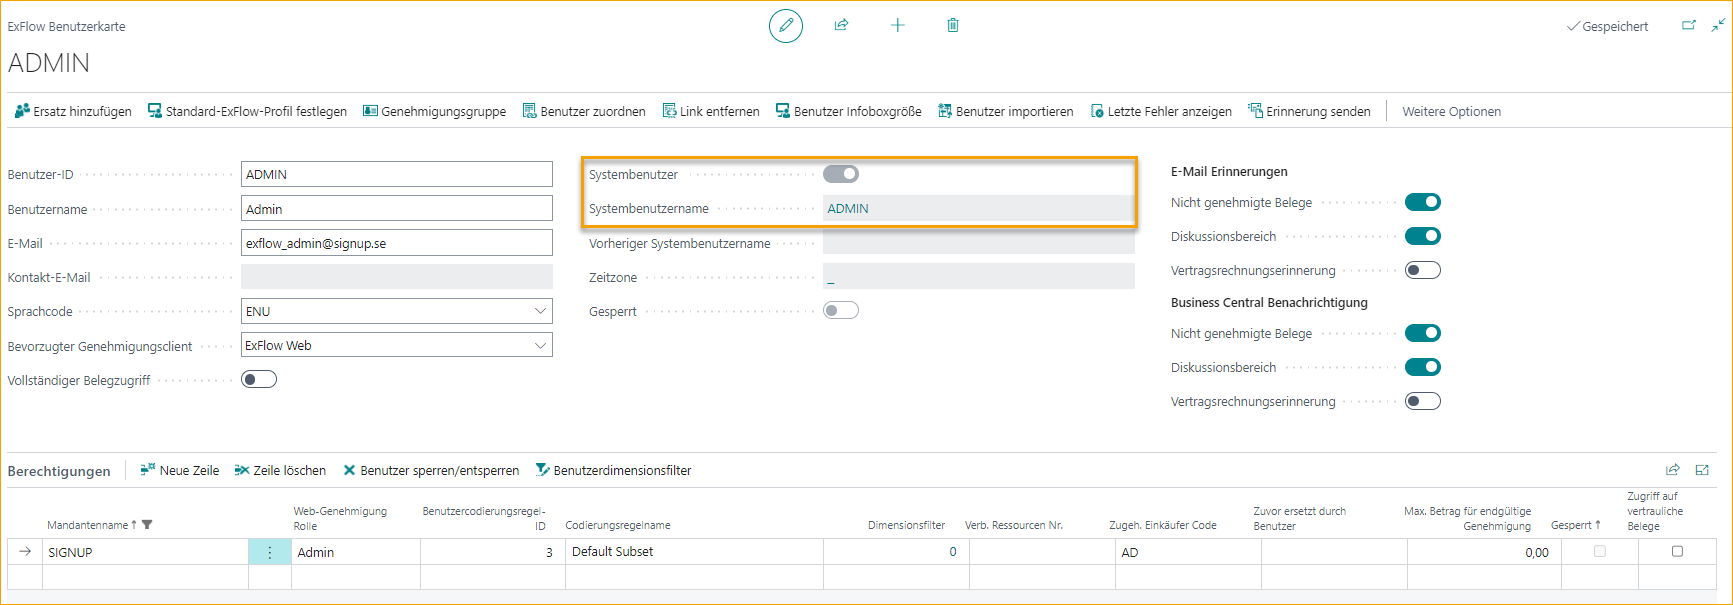 ExFlow Benutzerkarte
Gespeichert
ADMIN
Ersatz hinzufügen Standard-ExFlow-Profil festlegen Genehmigungsgruppe Benutzer zuordnen Link entfernen Benutzer Infoboxgröße Benutzer importieren Letzte Fehler anzeigen Erinnerung senden Weitere Optionen
Benutzer-ID ADMIN
Benutzername Admin
E-Mail exflow_admin@signup.se
Kontakt-E-Mail
Sprachcode ENU
Bevorzugter Genehmigungsclient ExFlow Web
Vollständiger Belegzugriff
Systembenutzer
Systembenutzername ADMIN
Vorheriger Systembenutzername
Zeitzone _
Gesperrt
E-Mail Erinnerungen
Nicht genehmigte Belege
Diskussionsbereich
Vertragsrechnungserinnerung
Business Central Benachrichtigung
Nicht genehmigte Belege
Diskussionsbereich
Vertragsrechnungserinnerung
Berechtigungen Neue Zeile Zeile löschen Benutzer sperren/entsperren Benutzerdimensionsfilter
Mandantenname ↑ Web-Genehmigung Rolle Benutzercodierungsregel-ID Codierungsregelname Dimensionsfilter Verb. Ressourcen Nr. Zugeh. Einkäufer Code Zuvor ersetzt durch Benutzer Max. Betrag für endgültige Genehmigung Gesperrt ↑ Zugriff auf vertrauliche Belege
→ SIGNUP Admin 3 Default Subset 0 AD 0,00